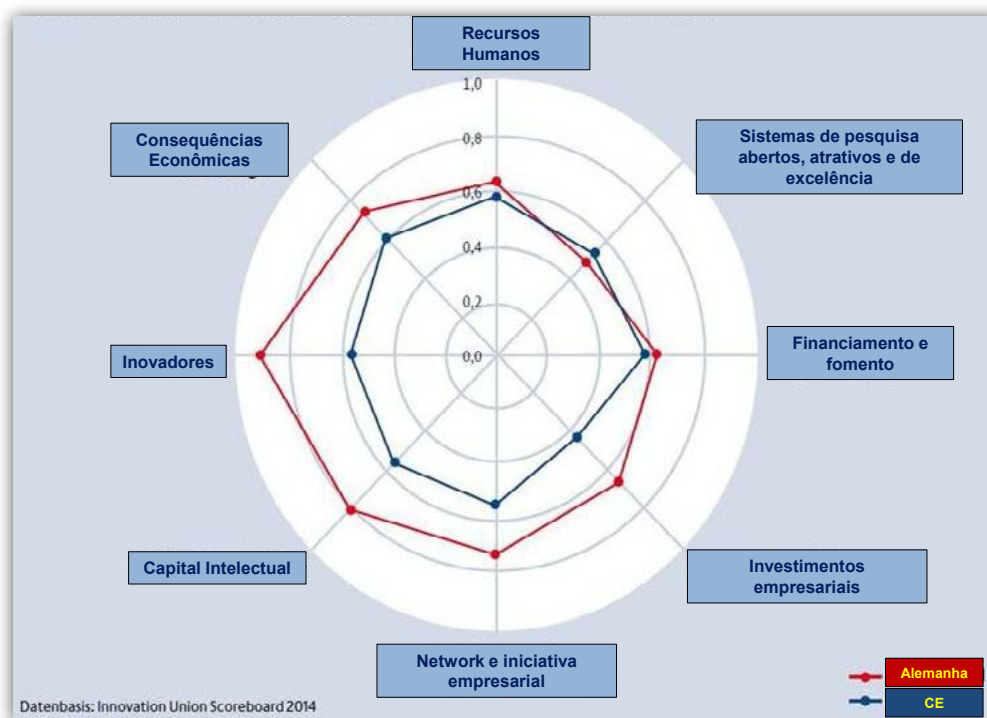 Recursos
Humanos
1,0
0,8
0,6
0,4
0,2
0,0
Sistemas de pesquisa
abertos, atrativos e de
excelência
Financiamento e
fomento
Investimentos
empresariais
Network e iniciativa
empresarial
Capital Intelectual
Inovadores
Consequências
Econômicas
Alemanha
CE
Datenbasis: Innovation Union Scoreboard 2014